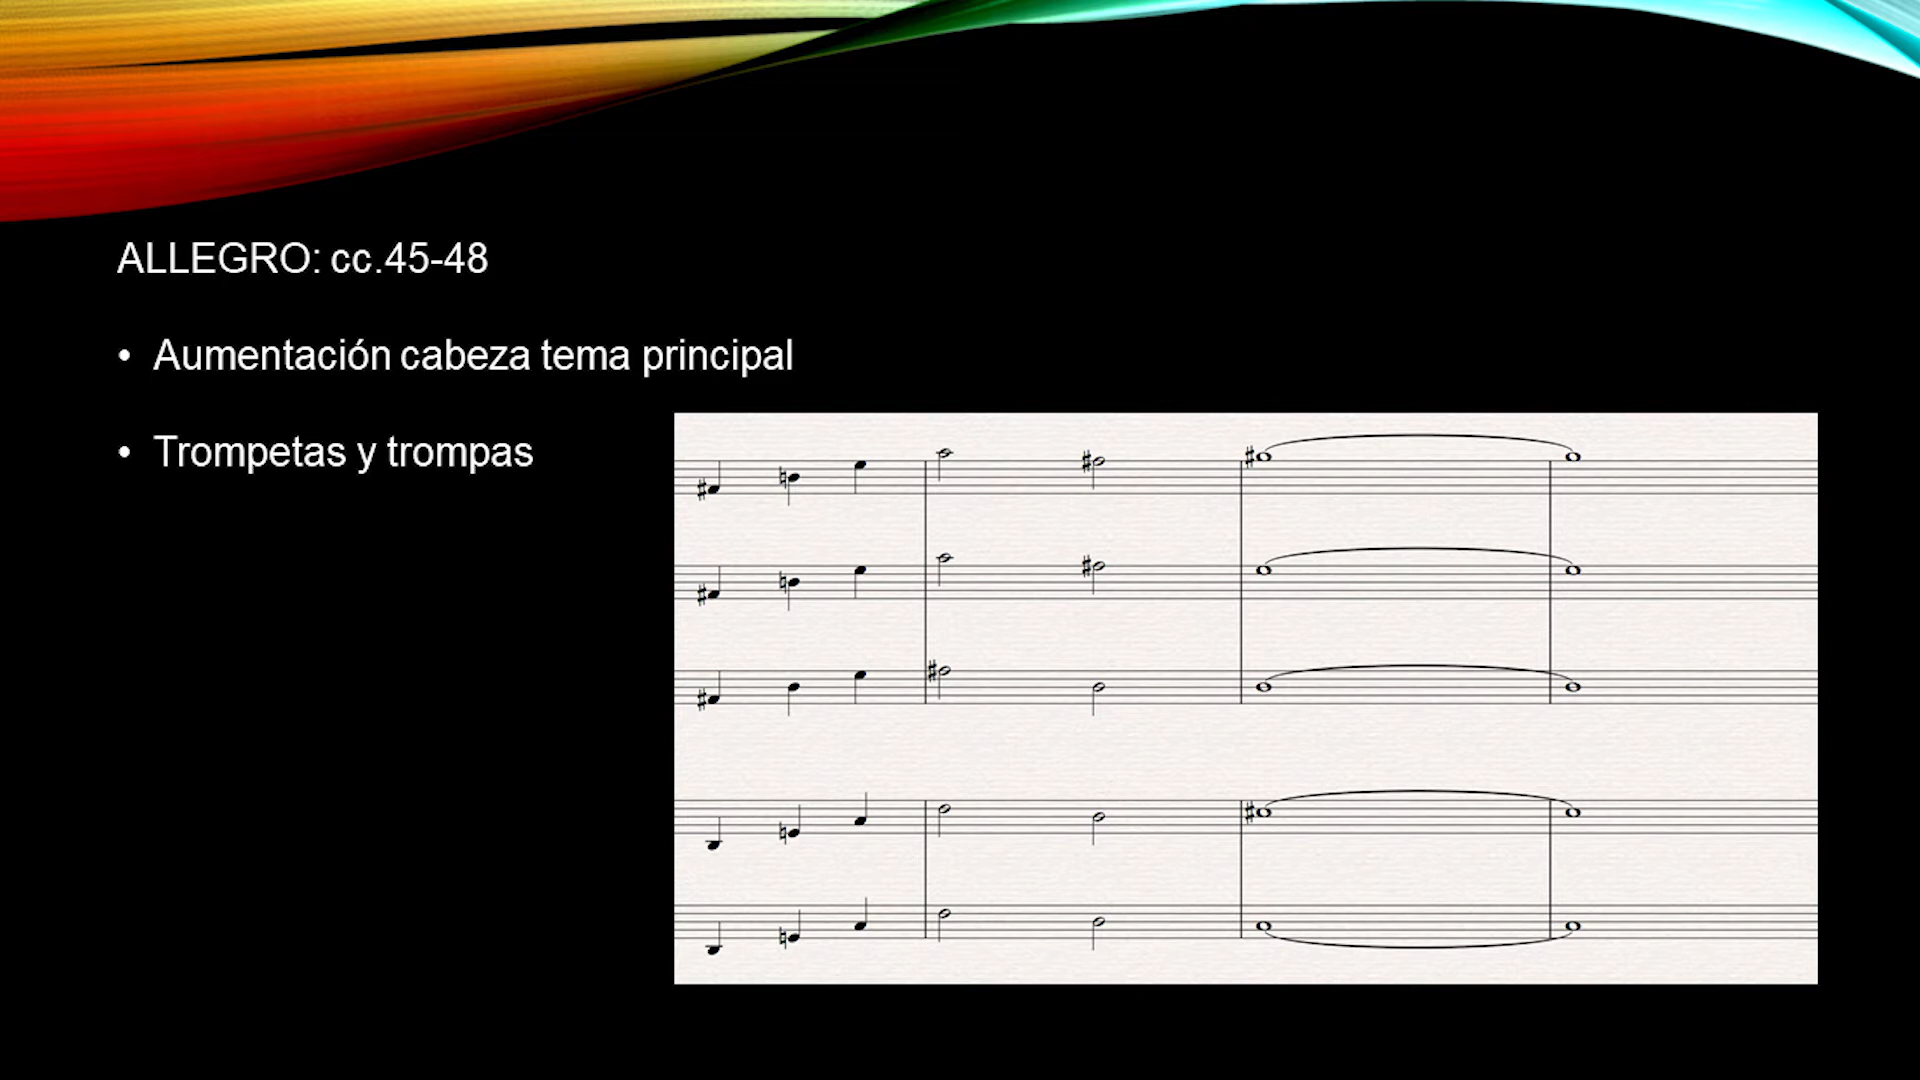 ALLEGRO: cc.45-48
• Aumentación cabeza tema principal
• Trompetas y trompas